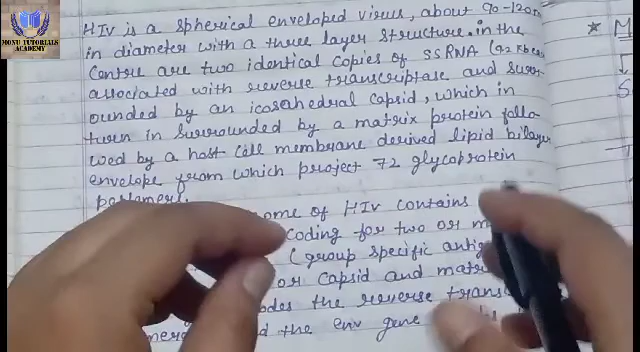 MONU TUTORIALS
ACADEMY
HIV is a spherical enveloped virus, about 90-120nm
in diameter with a three layer structure. in the
Centre are two identical copies of SSRNA
associated with reverse transcriptase and surr-
ounded by an icosahedral capsid, which in
turn in surrounded by a matrix protein follo-
wed by a host cell membrane derived lipid bilayer
envelope from which project 72 glycoprotein
ome of HIV contains
coding for two or m
(group specific antig
or capsid and matr
odes the reverse trans
the env gene
* M
S